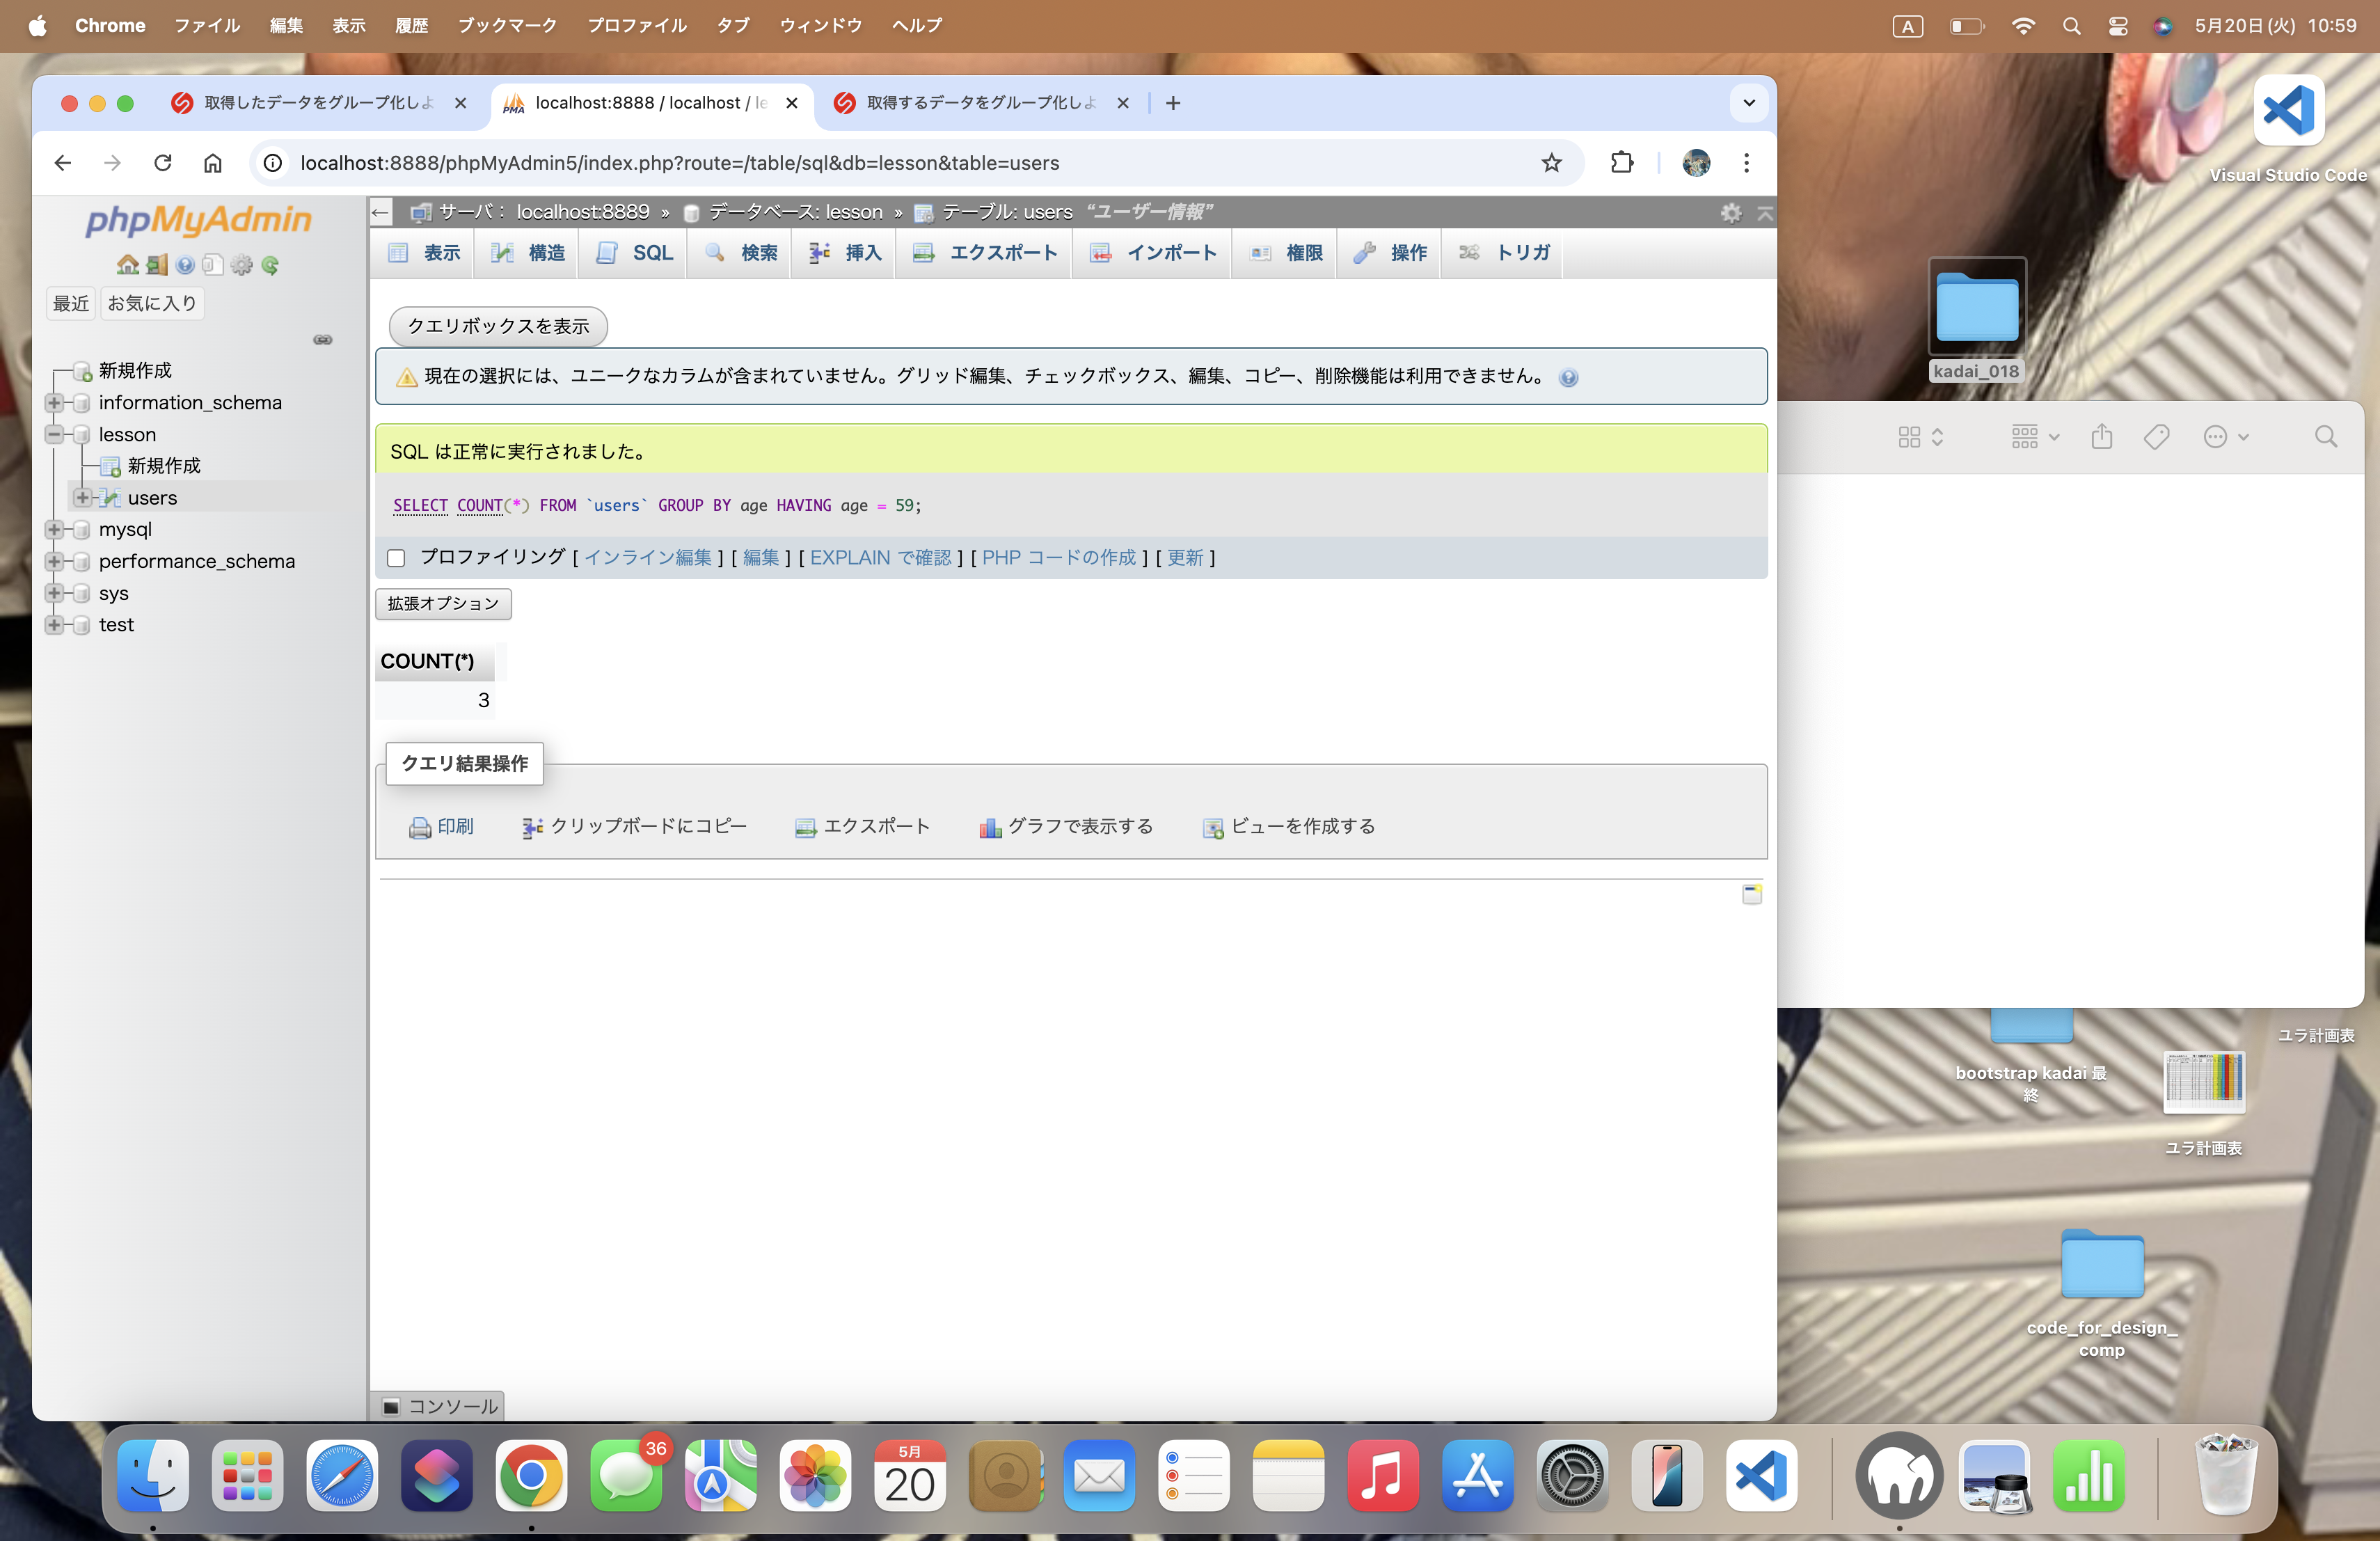 Chrome ファイル 編集 表示 履歴 ブックマーク プロファイル タブ ウィンドウ ヘルプ
A 5月20日(火) 10:59
取得したデータをグループ化しよ
localhost:8888 / localhost / le
取得するデータをグループ化しよ
localhost:8888/phpMyAdmin5/index.php?route=/table/sql&db=lesson&table=users
phpMyAdmin
最近 お気に入り
新規作成
information_schema
lesson
新規作成
users
mysql
performance_schema
sys
test
サーバ: localhost:8889 » データベース: lesson » テーブル: users “ユーザー情報”
表示 構造 SQL 検索 挿入 エクスポート インポート 権限 操作 トリガ
クエリボックスを表示
現在の選択には、ユニークなカラムが含まれていません。グリッド編集、チェックボックス、編集、コピー、削除機能は利用できません。
SQL は正常に実行されました。
SELECT COUNT(*) FROM `users` GROUP BY age HAVING age = 59;
プロファイリング [ インライン編集 ] [ 編集 ] [ EXPLAIN で確認 ] [ PHP コードの作成 ] [ 更新 ]
拡張オプション
COUNT(*)
3
クエリ結果操作
印刷 クリップボードにコピー エクスポート グラフで表示する ビューを作成する
コンソール
Visual Studio Code
kadai_018
ユラ計画表
bootstrap kadai 最
終
ユラ計画表
code_for_design_
comp
36
5月
20